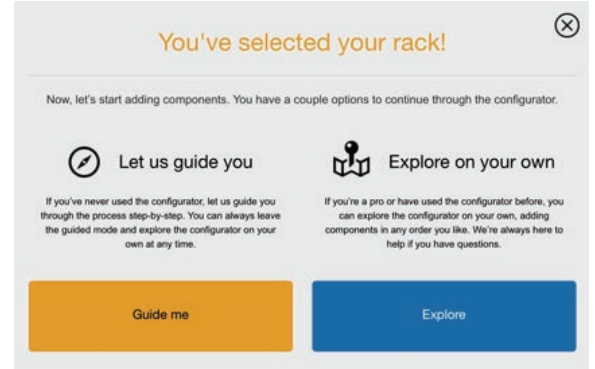 You've selected your rack!
Now, let's start adding components. You have a couple options to continue through the configurator.
Let us guide you
If you've never used the configurator, let us guide you
through the process step-by-step. You can always leave
the guided mode and explore the configurator on your
own at any time.
Guide me
Explore on your own
If you're a pro or have used the configurator before, you
can explore the configurator on your own, adding
components in any order you like. We're always here to
help if you have questions.
Explore